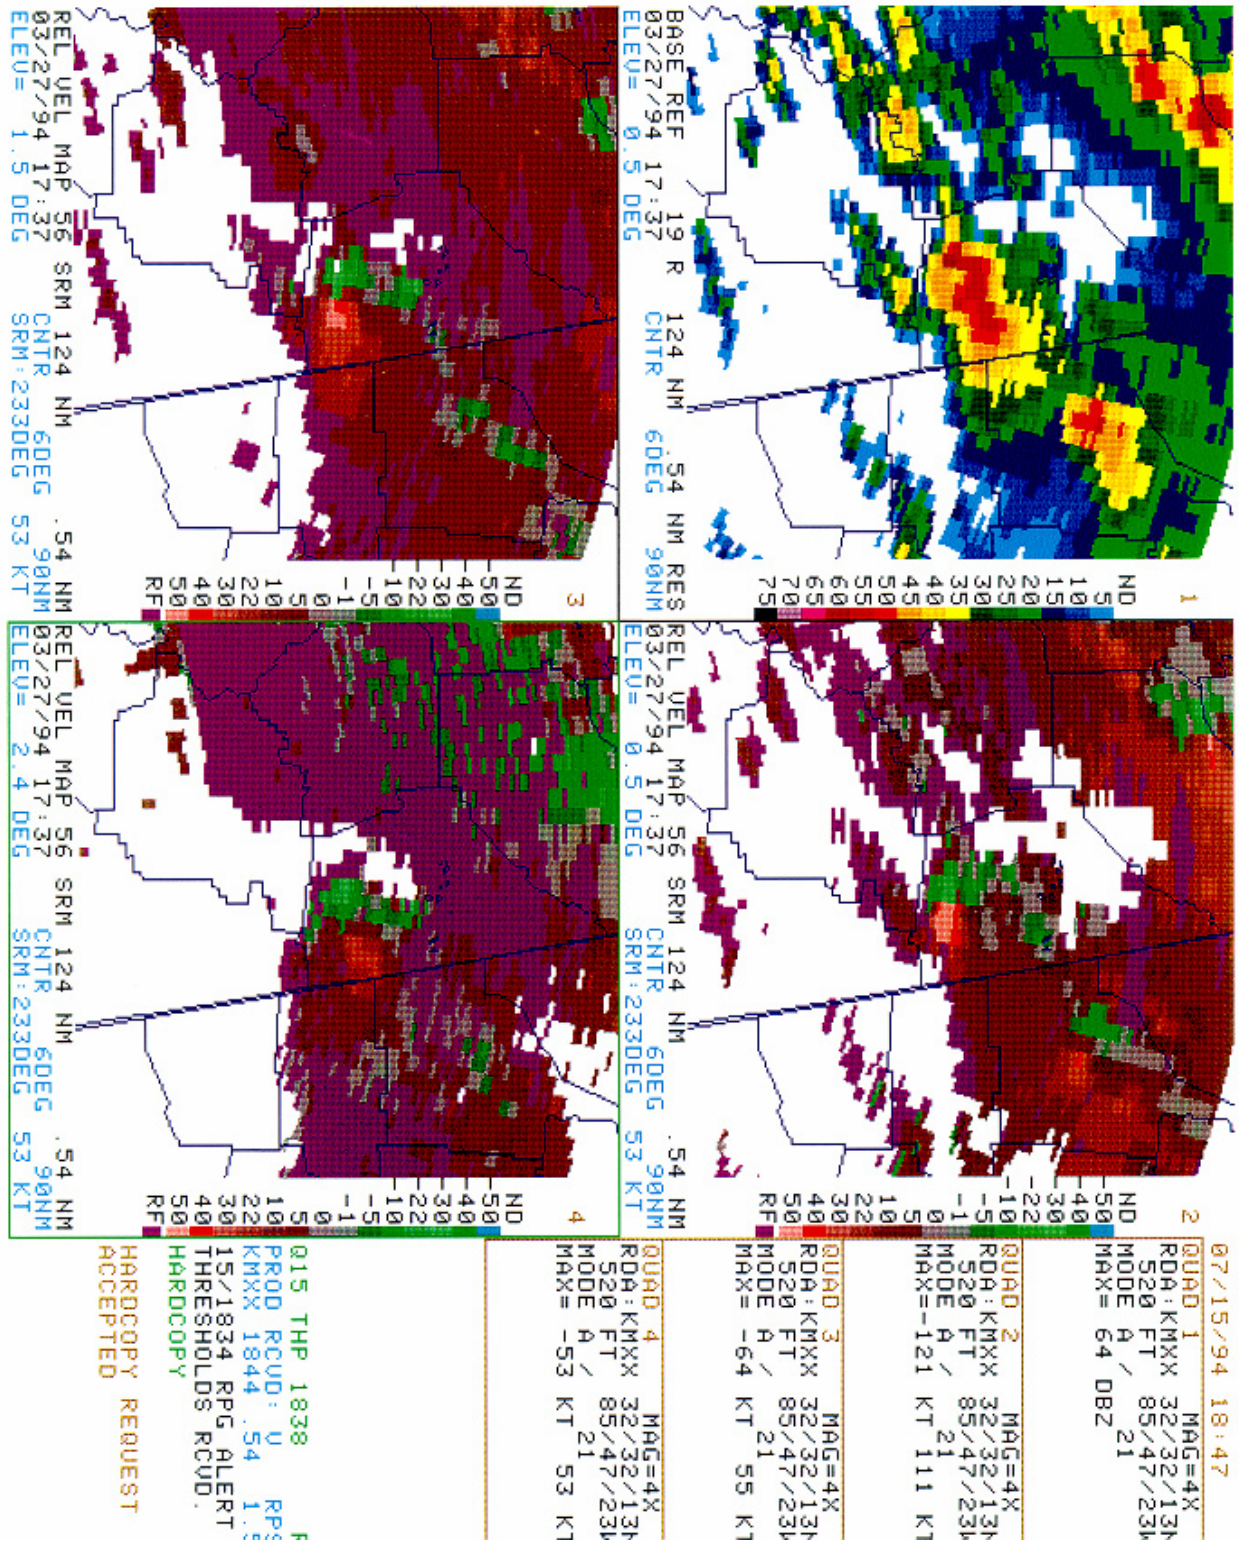 1
ND
5
10
15
20
25
30
35
40
45
50
55
60
65
70
75
BASE REF 19 R 124 NM .54 NM RES
03/27/94 17:37 CNTR 6DEG 90NM
ELEV= 0.5 DEG
2
ND
-50
-40
-30
-22
-10
-5
-1
0
5
10
22
30
40
50
RF
REL VEL MAP 56 SRM 124 NM .54 NM
03/27/94 17:37 CNTR 6DEG 90NM
ELEV= 0.5 DEG SRM:233DEG 53 KT
3
ND
-50
-40
-30
-22
-10
-5
-1
0
5
10
22
30
40
50
RF
REL VEL MAP 56 SRM 124 NM .54 NM
03/27/94 17:37 CNTR 6DEG 90NM
ELEV= 1.5 DEG SRM:233DEG 53 KT
4
ND
-50
-40
-30
-22
-10
-5
-1
0
5
10
22
30
40
50
RF
REL VEL MAP 56 SRM 124 NM .54 NM
03/27/94 17:37 CNTR 6DEG 90NM
ELEV= 2.4 DEG SRM:233DEG 53 KT
07/15/94 18:47
QUAD 1 MAG=4X
RDA:KMXX 32/32/13N
520 FT 85/47/23W
MODE A / 21
MAX= 64 DBZ
QUAD 2 MAG=4X
RDA:KMXX 32/32/13N
520 FT 85/47/23W
MODE A / 21
MAX=-121 KT 111 KT
QUAD 3 MAG=4X
RDA:KMXX 32/32/13N
520 FT 85/47/23W
MODE A / 21
MAX= -64 KT 55 KT
QUAD 4 MAG=4X
RDA:KMXX 32/32/13N
520 FT 85/47/23W
MODE A / 21
MAX= -53 KT 53 KT
Q15 THP 1838
PROD RCVD: V RPS
KMXX 1844 .54 1.5
15/1834 RPG ALERT
THRESHOLDS RCVD.
HARDCOPY
HARDCOPY REQUEST
ACCEPTED